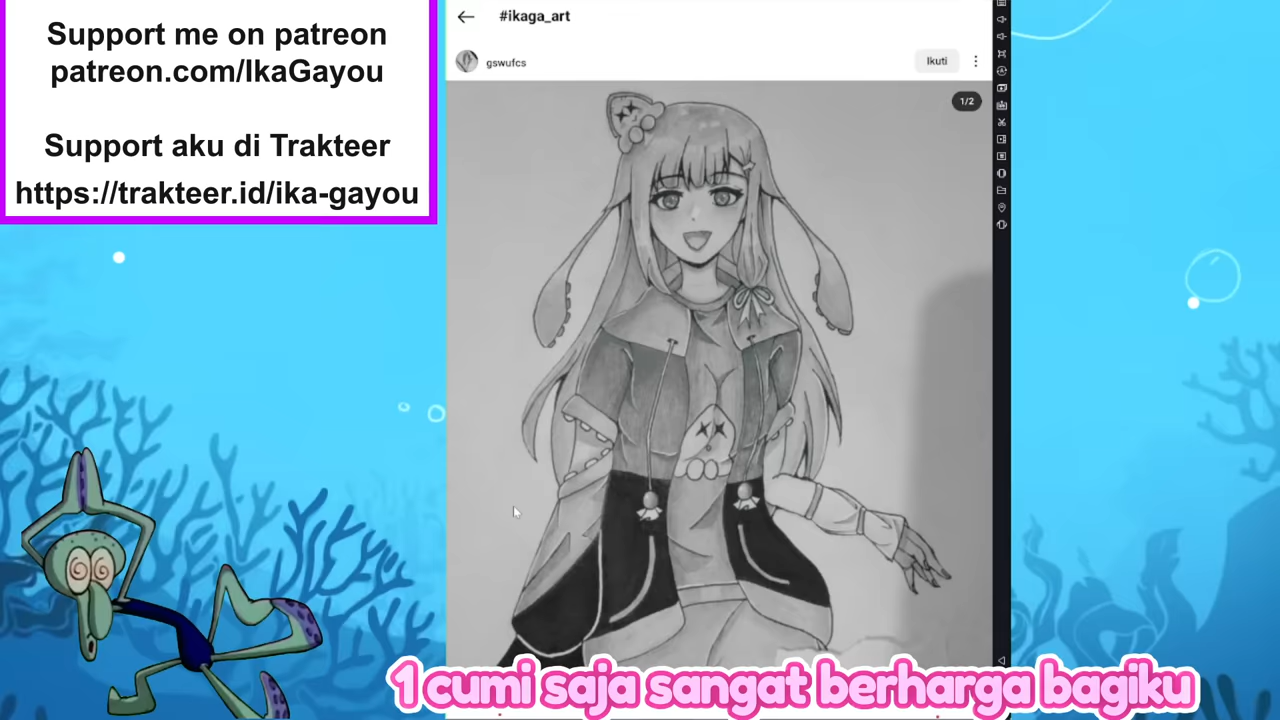 Support me on patreon
patreon.com/IkaGayou
Support aku di Trakteer
https://trakteer.id/ika-gayou
#ikaga_art
gswufcs
Ikuti
1/2
1 cumi saja sangat berharga bagiku